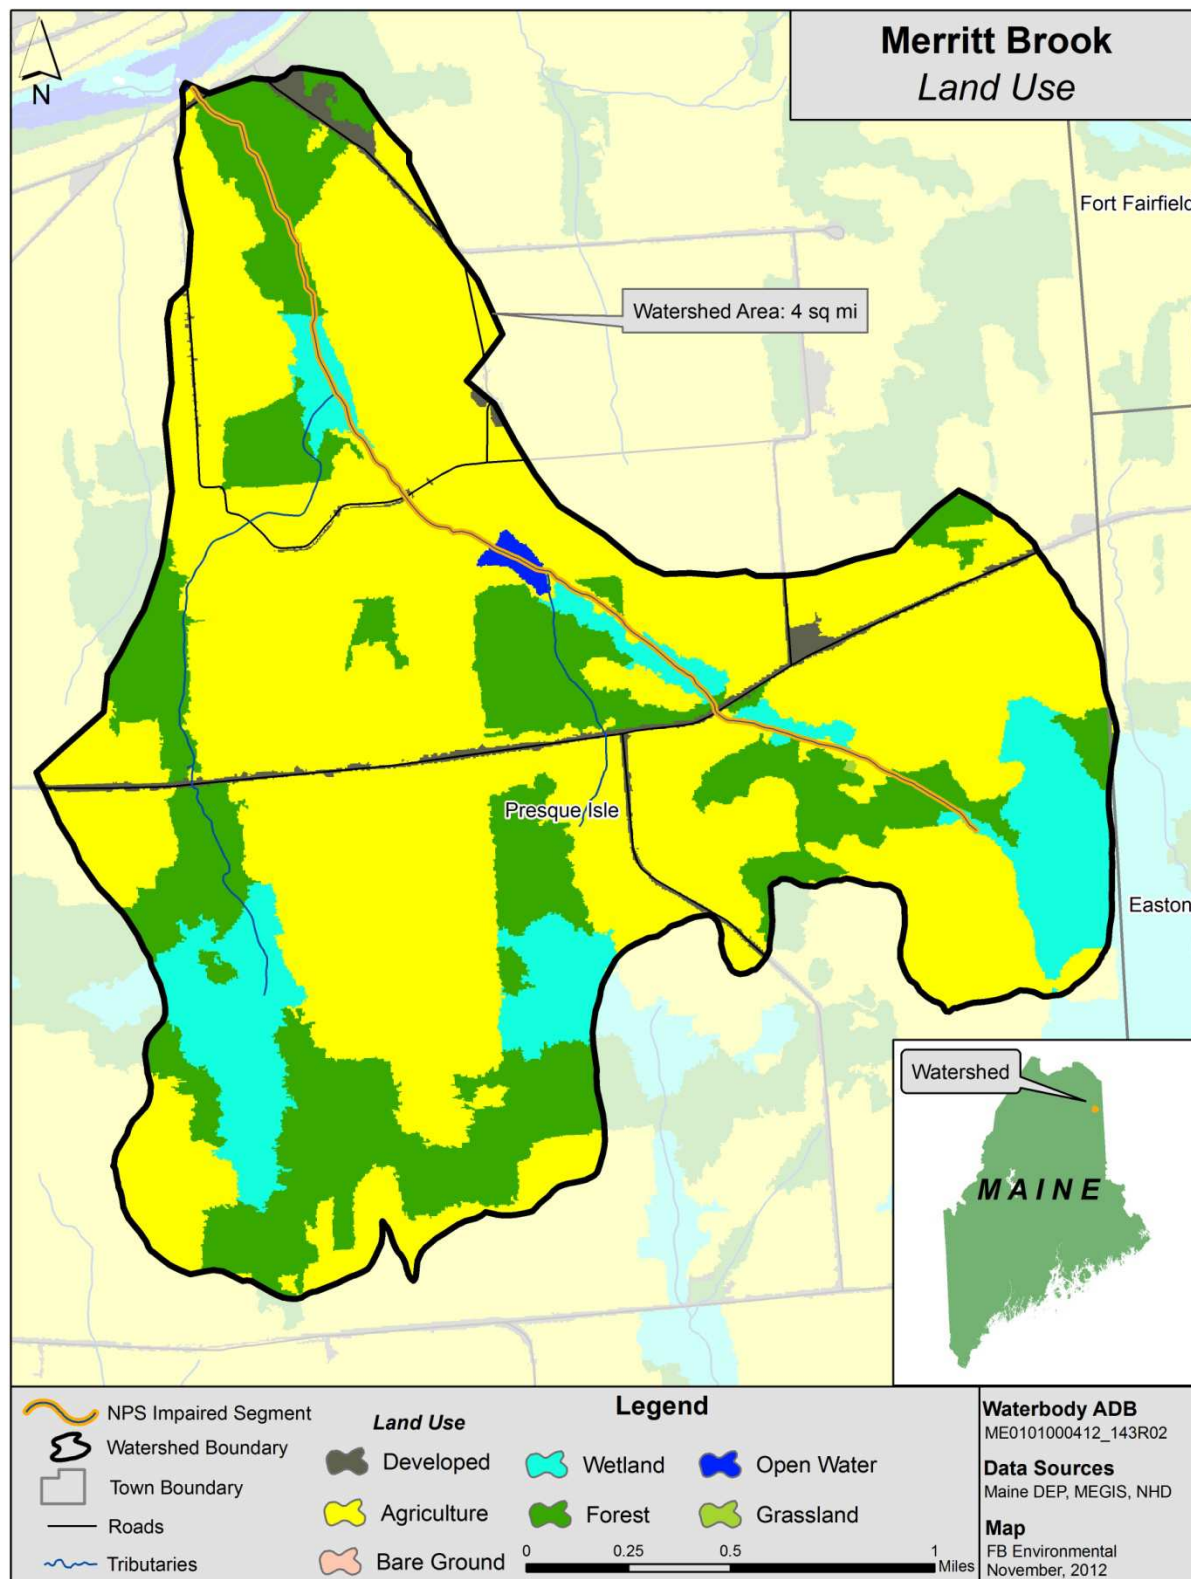 Merritt Brook
Land Use
N
Fort Fairfield
Watershed Area: 4 sq mi
Presque Isle
Easton
Watershed
MAINE
Legend
NPS Impaired Segment
Watershed Boundary
Town Boundary
Roads
Tributaries
Land Use
Developed
Wetland
Open Water
Agriculture
Forest
Grassland
Bare Ground
0 0.25 0.5 1
Miles
Waterbody ADB
ME0101000412_143R02
Data Sources
Maine DEP, MEGIS, NHD
Map
FB Environmental
November, 2012